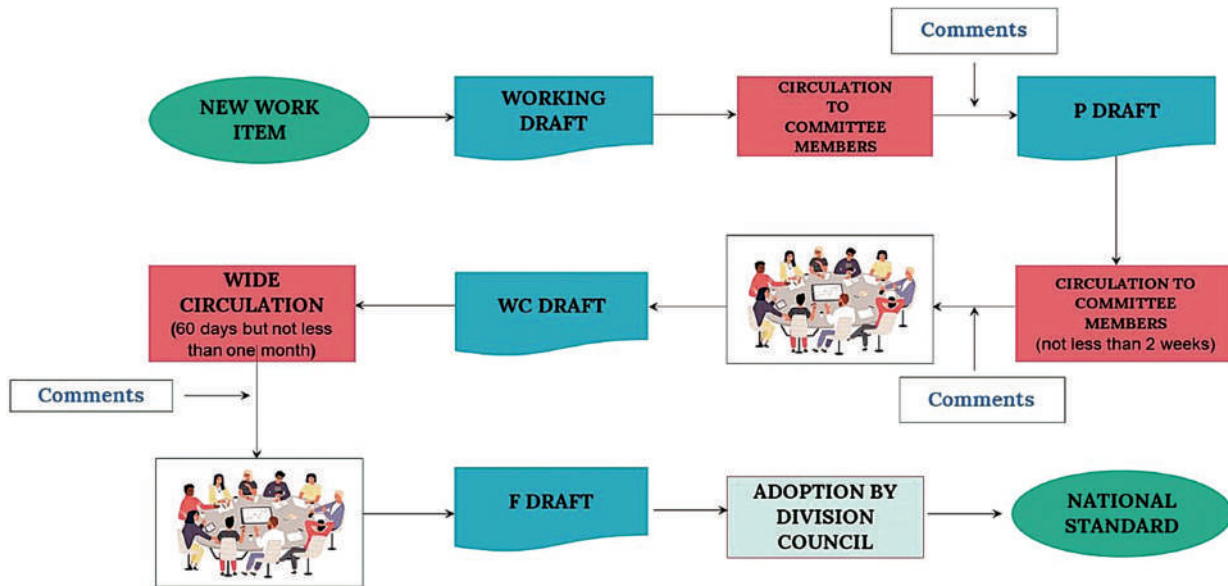 Comments
NEW WORK
ITEM
WORKING
DRAFT
CIRCULATION
TO
COMMITTEE
MEMBERS
P DRAFT
WIDE
CIRCULATION
(60 days but not less
than one month)
WC DRAFT
CIRCULATION TO
COMMITTEE
MEMBERS
(not less than 2 weeks)
Comments
Comments
F DRAFT
ADOPTION BY
DIVISION
COUNCIL
NATIONAL
STANDARD